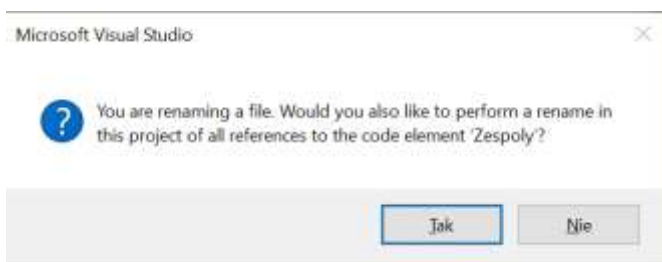 Microsoft Visual Studio
You are renaming a file. Would you also like to perform a rename in
this project of all references to the code element 'Zespoly'?
Tak
Nie